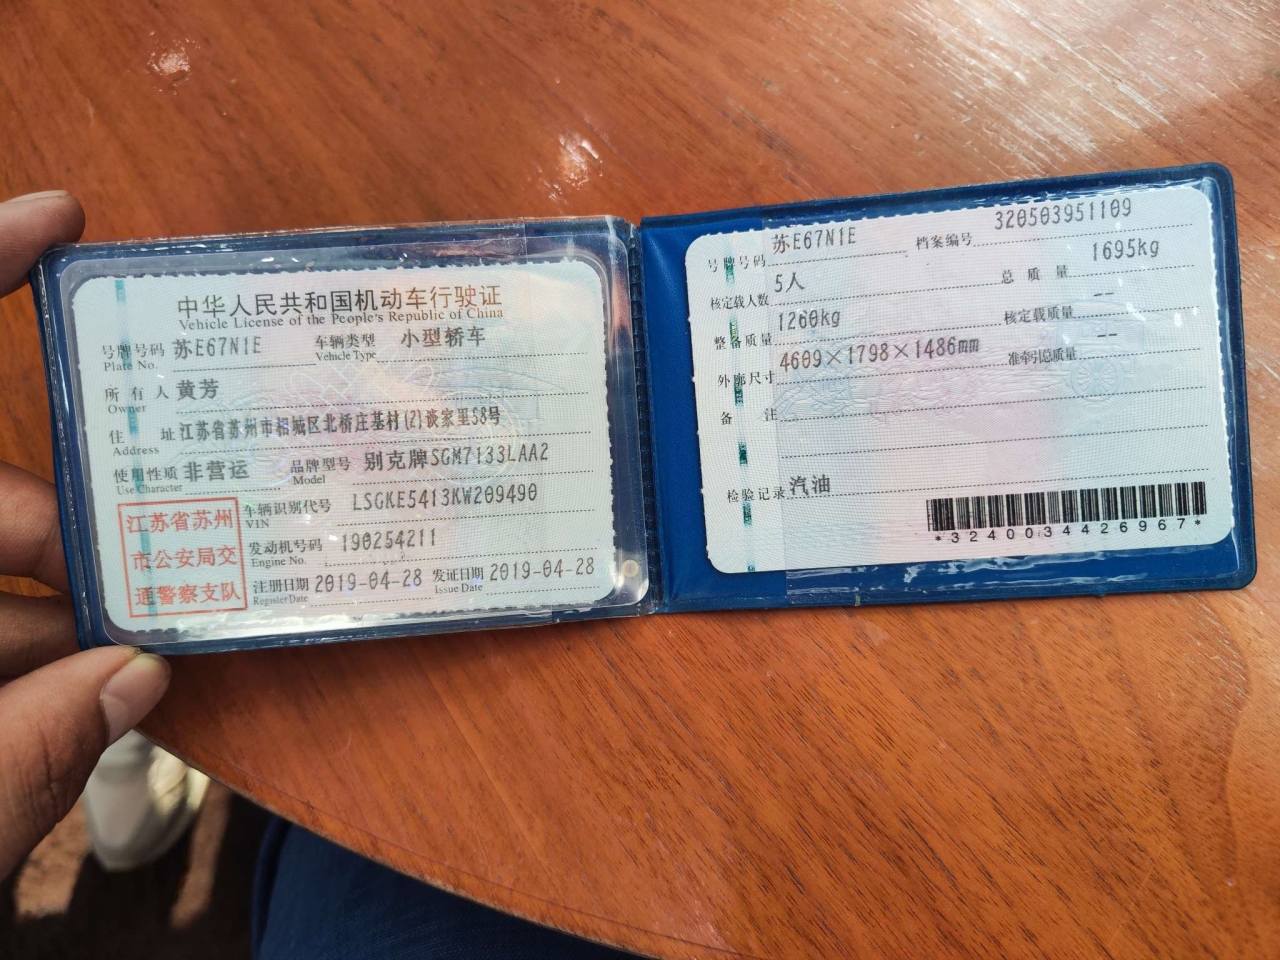 中华人民共和国机动车行驶证
Vehicle License of the People's Republic of China
号牌号码 苏E67N1E 车辆类型 小型轿车
Plate No. Vehicle Type
所有人 黄芳
Owner
住址 江苏省苏州市相城区北桥庄基村(2)谈家里58号
Address
使用性质 非营运 品牌型号 别克牌SGM7133LAA2
Use Character Model
江苏省苏州
市公安局交
通警察支队
车辆识别代号 LSGKE5413KW209490
VIN
发动机号码 190254211
Engine No.
注册日期 2019-04-28 发证日期 2019-04-28
Register Date Issue Date
号牌号码 苏E67N1E 档案编号 320503951109
核定载人数 5人 总质量 1695kg
整备质量 1260kg 核定载质量 --
外廓尺寸 4609×1798×1486mm 准牵引总质量 --
备注
检验记录 汽油
*3240034426967*